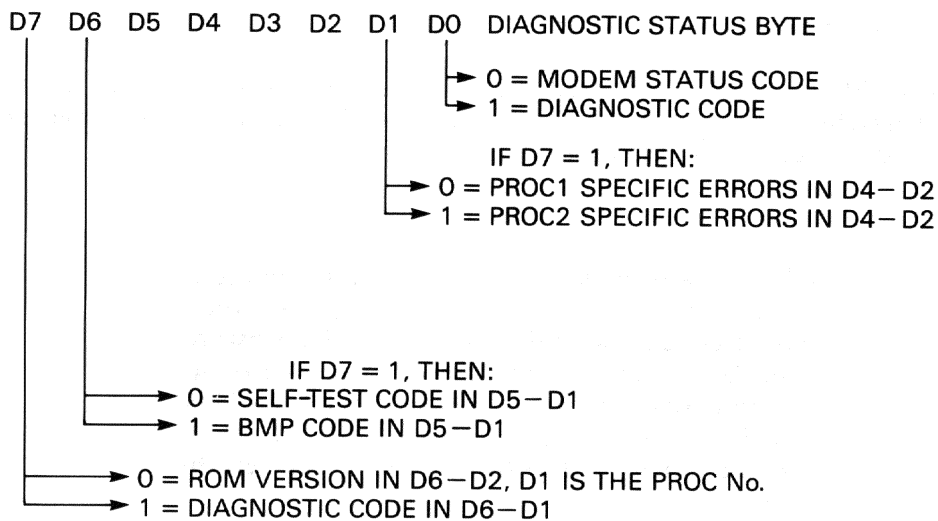 D7 D6 D5 D4 D3 D2 D1 D0 DIAGNOSTIC STATUS BYTE
0 = MODEM STATUS CODE
1 = DIAGNOSTIC CODE
IF D7 = 1, THEN:
0 = PROC1 SPECIFIC ERRORS IN D4–D2
1 = PROC2 SPECIFIC ERRORS IN D4–D2
IF D7 = 1, THEN:
0 = SELF-TEST CODE IN D5–D1
1 = BMP CODE IN D5–D1
0 = ROM VERSION IN D6–D2, D1 IS THE PROC No.
1 = DIAGNOSTIC CODE IN D6–D1